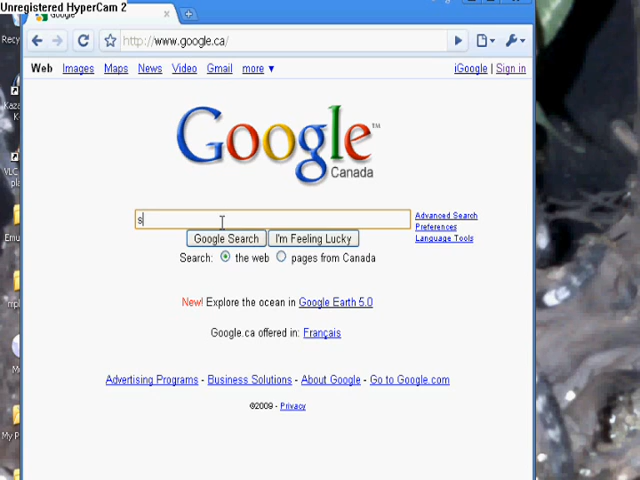 Unregistered HyperCam 2
Google
http://www.google.ca/
Web Images Maps News Video Gmail more ▼ iGoogle | Sign in
Google™
Canada
s
Advanced Search
Preferences
Language Tools
Google Search I'm Feeling Lucky
Search: the web pages from Canada
New! Explore the ocean in Google Earth 5.0
Google.ca offered in: Français
Advertising Programs - Business Solutions - About Google - Go to Google.com
©2009 - Privacy
Recy
Kaza
K
VLC
pla
Emu
My P